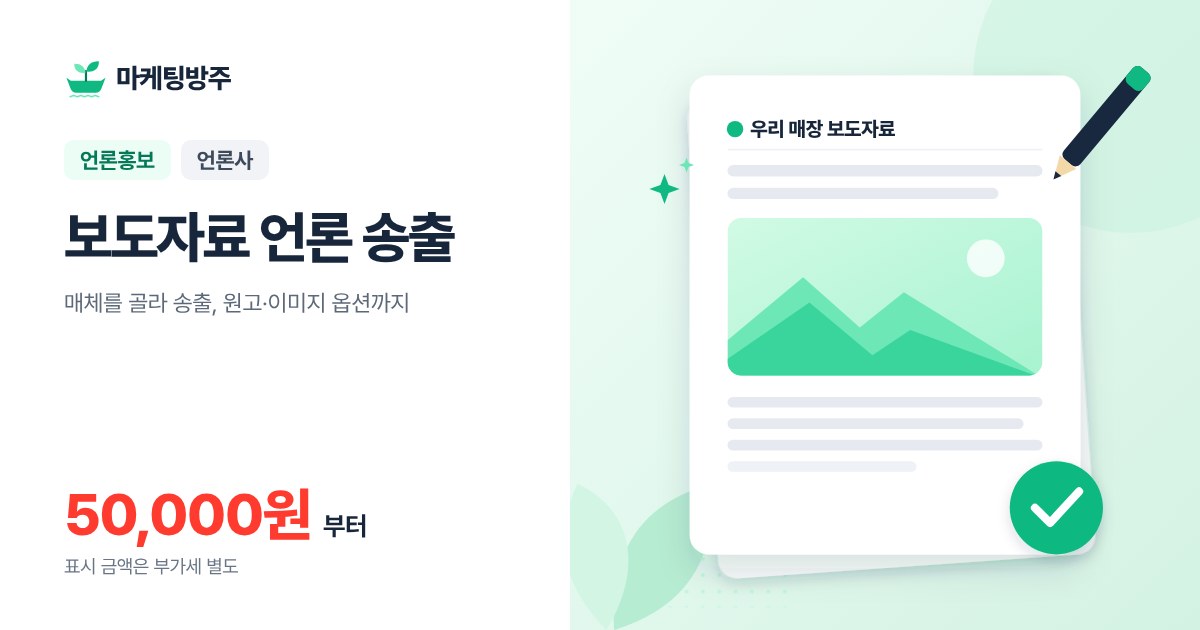 마케팅방주
언론홍보 언론사
보도자료 언론 송출
매체를 골라 송출, 원고·이미지 옵션까지
50,000원 부터
표시 금액은 부가세 별도
우리 매장 보도자료